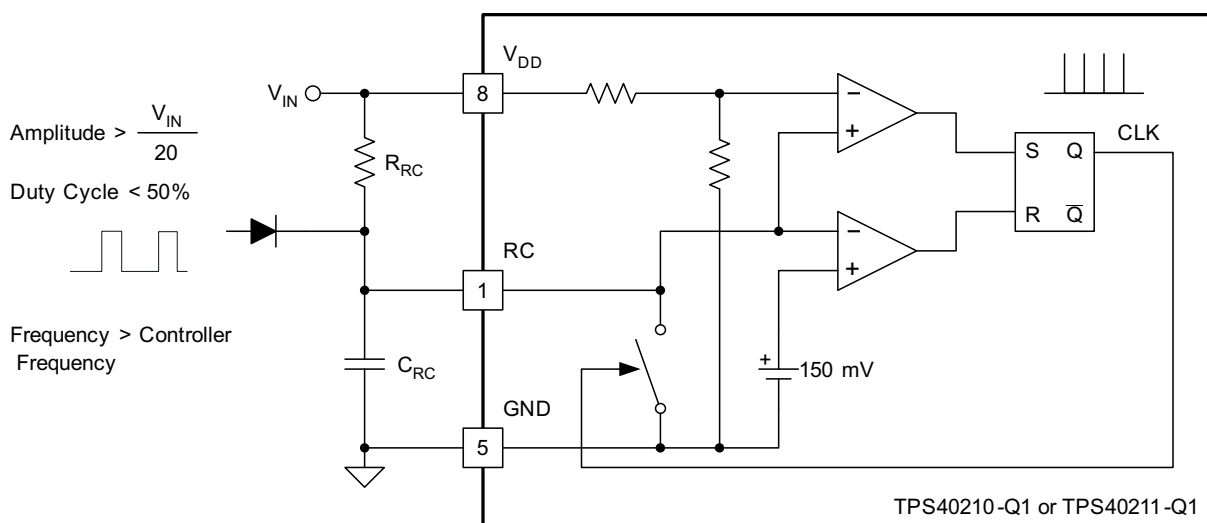 V_IN
Amplitude > V_IN
20
Duty Cycle < 50%
Frequency > Controller
Frequency
R_RC
C_RC
V_DD
8
RC
1
GND
5
−
+
−
+
+
150 mV
S Q
R Q̅
CLK
TPS40210-Q1 or TPS40211-Q1